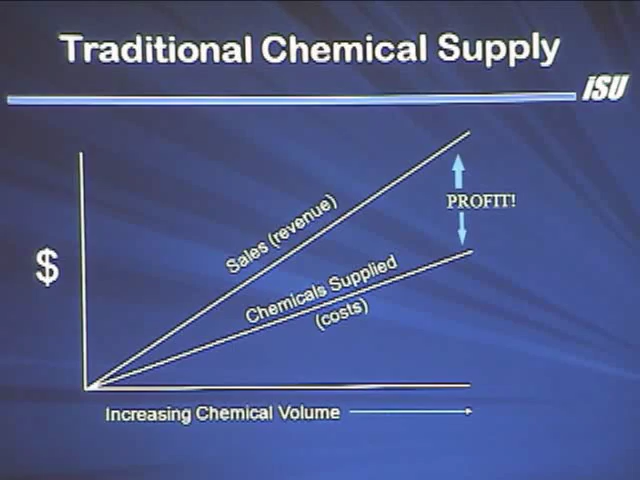 Traditional Chemical Supply
iSU
Sales (revenue)
PROFIT!
$
Chemicals Supplied
(costs)
Increasing Chemical Volume